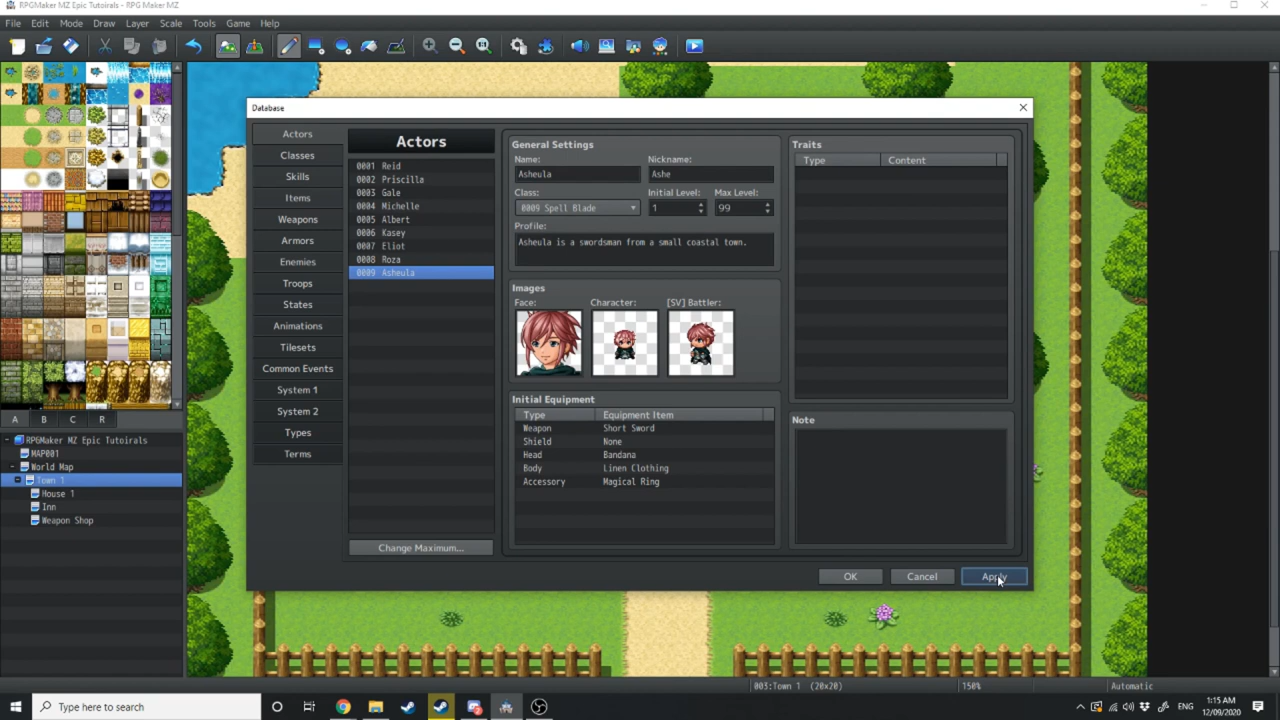 RPGMaker MZ Epic Tutoirals - RPG Maker MZ
File Edit Mode Draw Layer Scale Tools Game Help
Database
Actors
Classes
Skills
Items
Weapons
Armors
Enemies
Troops
States
Animations
Tilesets
Common Events
System 1
System 2
Types
Terms
Actors
0001 Reid
0002 Priscilla
0003 Gale
0004 Michelle
0005 Albert
0006 Kasey
0007 Eliot
0008 Roza
0009 Asheula
Change Maximum...
General Settings
Name: Nickname:
Asheula Ashe
Class: Initial Level: Max Level:
0009 Spell Blade 1 99
Profile:
Asheula is a swordsman from a small coastal town.
Images
Face: Character: [SV] Battler:
Initial Equipment
Type Equipment Item
Weapon Short Sword
Shield None
Head Bandana
Body Linen Clothing
Accessory Magical Ring
Traits
Type Content
Note
OK Cancel Apply
A B C R
RPGMaker MZ Epic Tutoirals
MAP001
World Map
Town 1
House 1
Inn
Weapon Shop
003:Town 1 (20x20) 150% Automatic
Type here to search
ENG
1:15 AM
12/09/2020